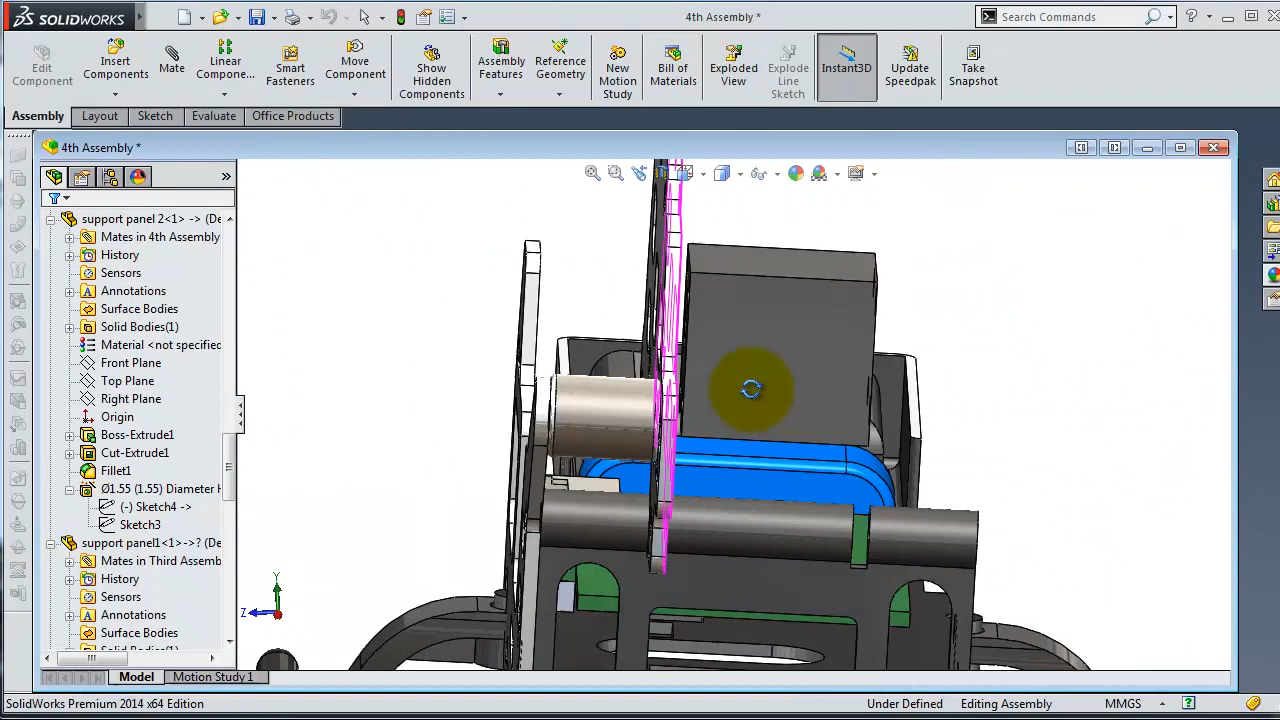 SOLIDWORKS
4th Assembly *
Search Commands
Edit Component
Insert Components
Mate
Linear Compone...
Smart Fasteners
Move Component
Show Hidden Components
Assembly Features
Reference Geometry
New Motion Study
Bill of Materials
Exploded View
Explode Line Sketch
Instant3D
Update Speedpak
Take Snapshot
Assembly
Layout
Sketch
Evaluate
Office Products
4th Assembly *
support panel 2<1> -> (De
Mates in 4th Assembly
History
Sensors
Annotations
Surface Bodies
Solid Bodies(1)
Material <not specified
Front Plane
Top Plane
Right Plane
Origin
Boss-Extrude1
Cut-Extrude1
Fillet1
Ø1.55 (1.55) Diameter H
(-) Sketch4 ->
Sketch3
support panel1<1>->? (De
Mates in Third Assemb
History
Sensors
Annotations
Surface Bodies
Y
Z
Model
Motion Study 1
SolidWorks Premium 2014 x64 Edition
Under Defined
Editing Assembly
MMGS